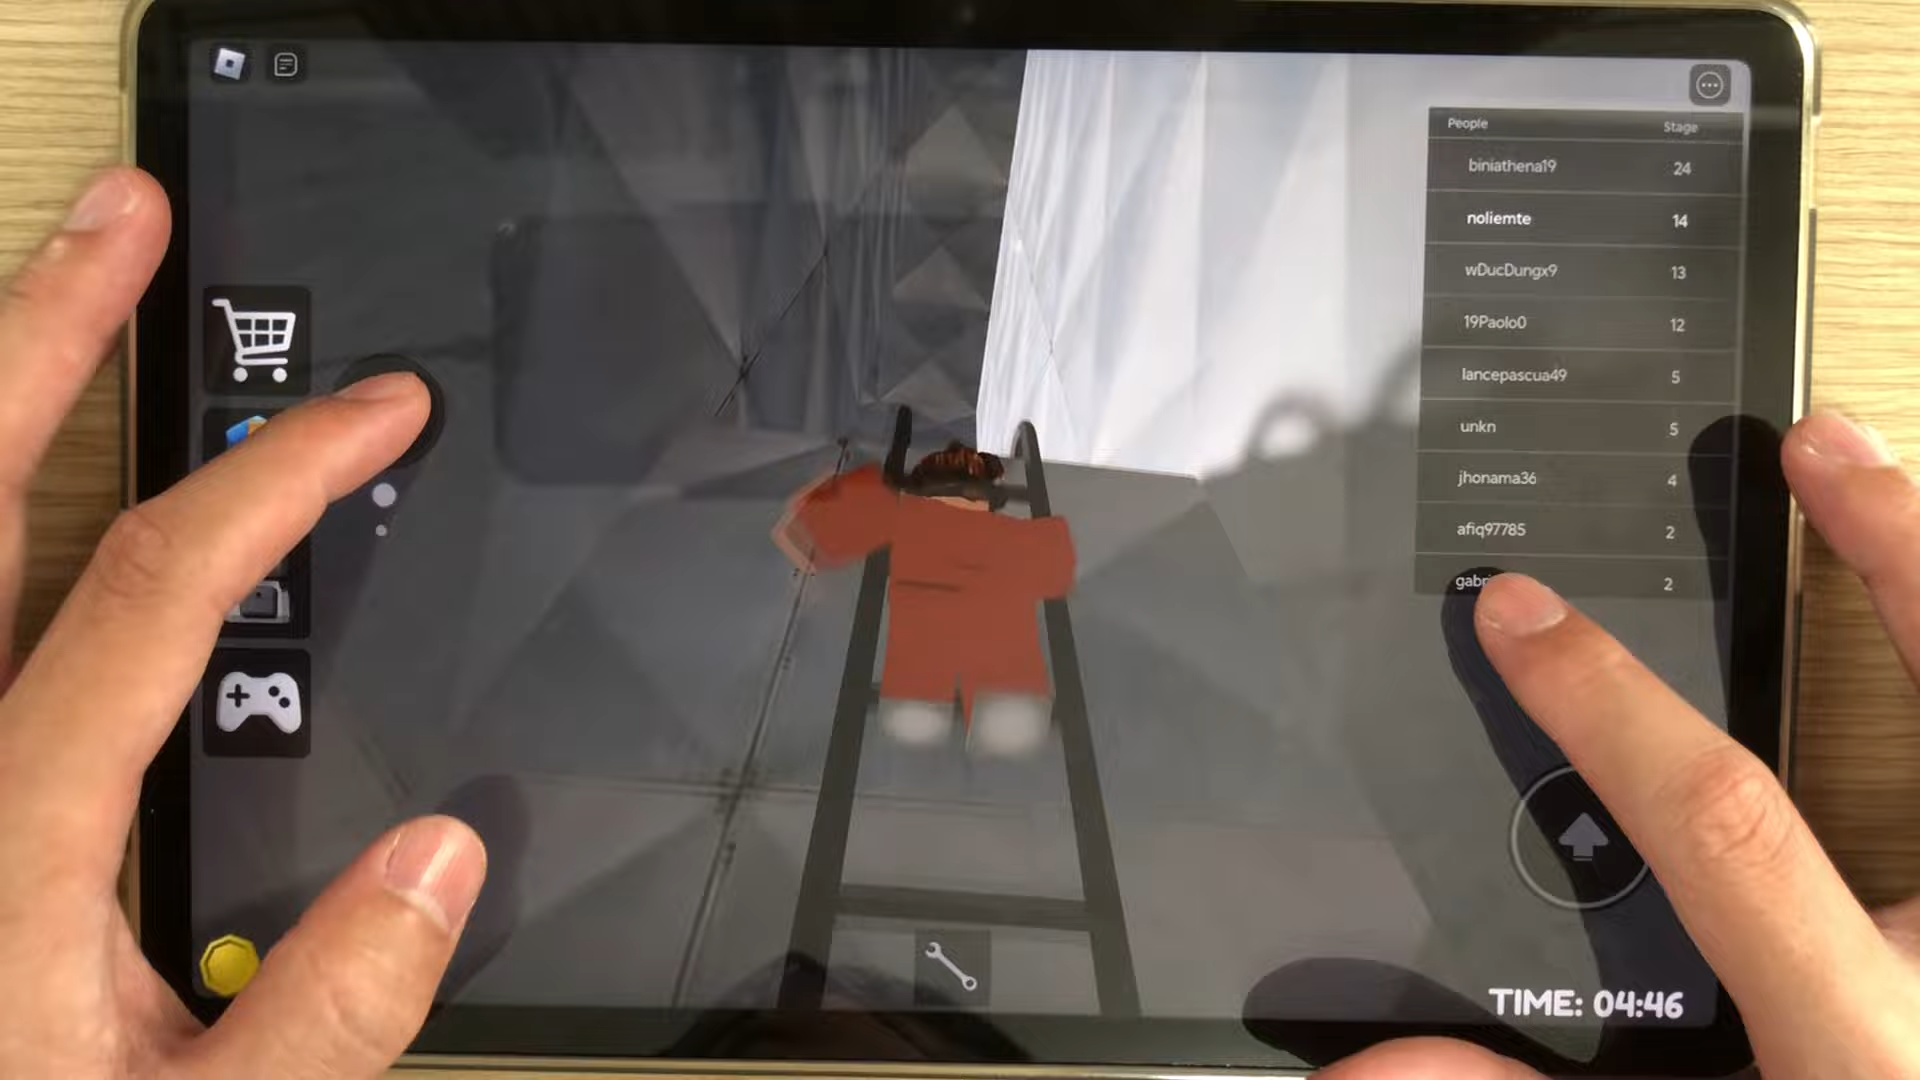 People Stage
biniathena19 24
noliemte 14
wDucDungx9 13
19Paolo0 12
lancepascua49 5
unkn 5
jhonama36 4
afiq97785 2
2
TIME: 04:46